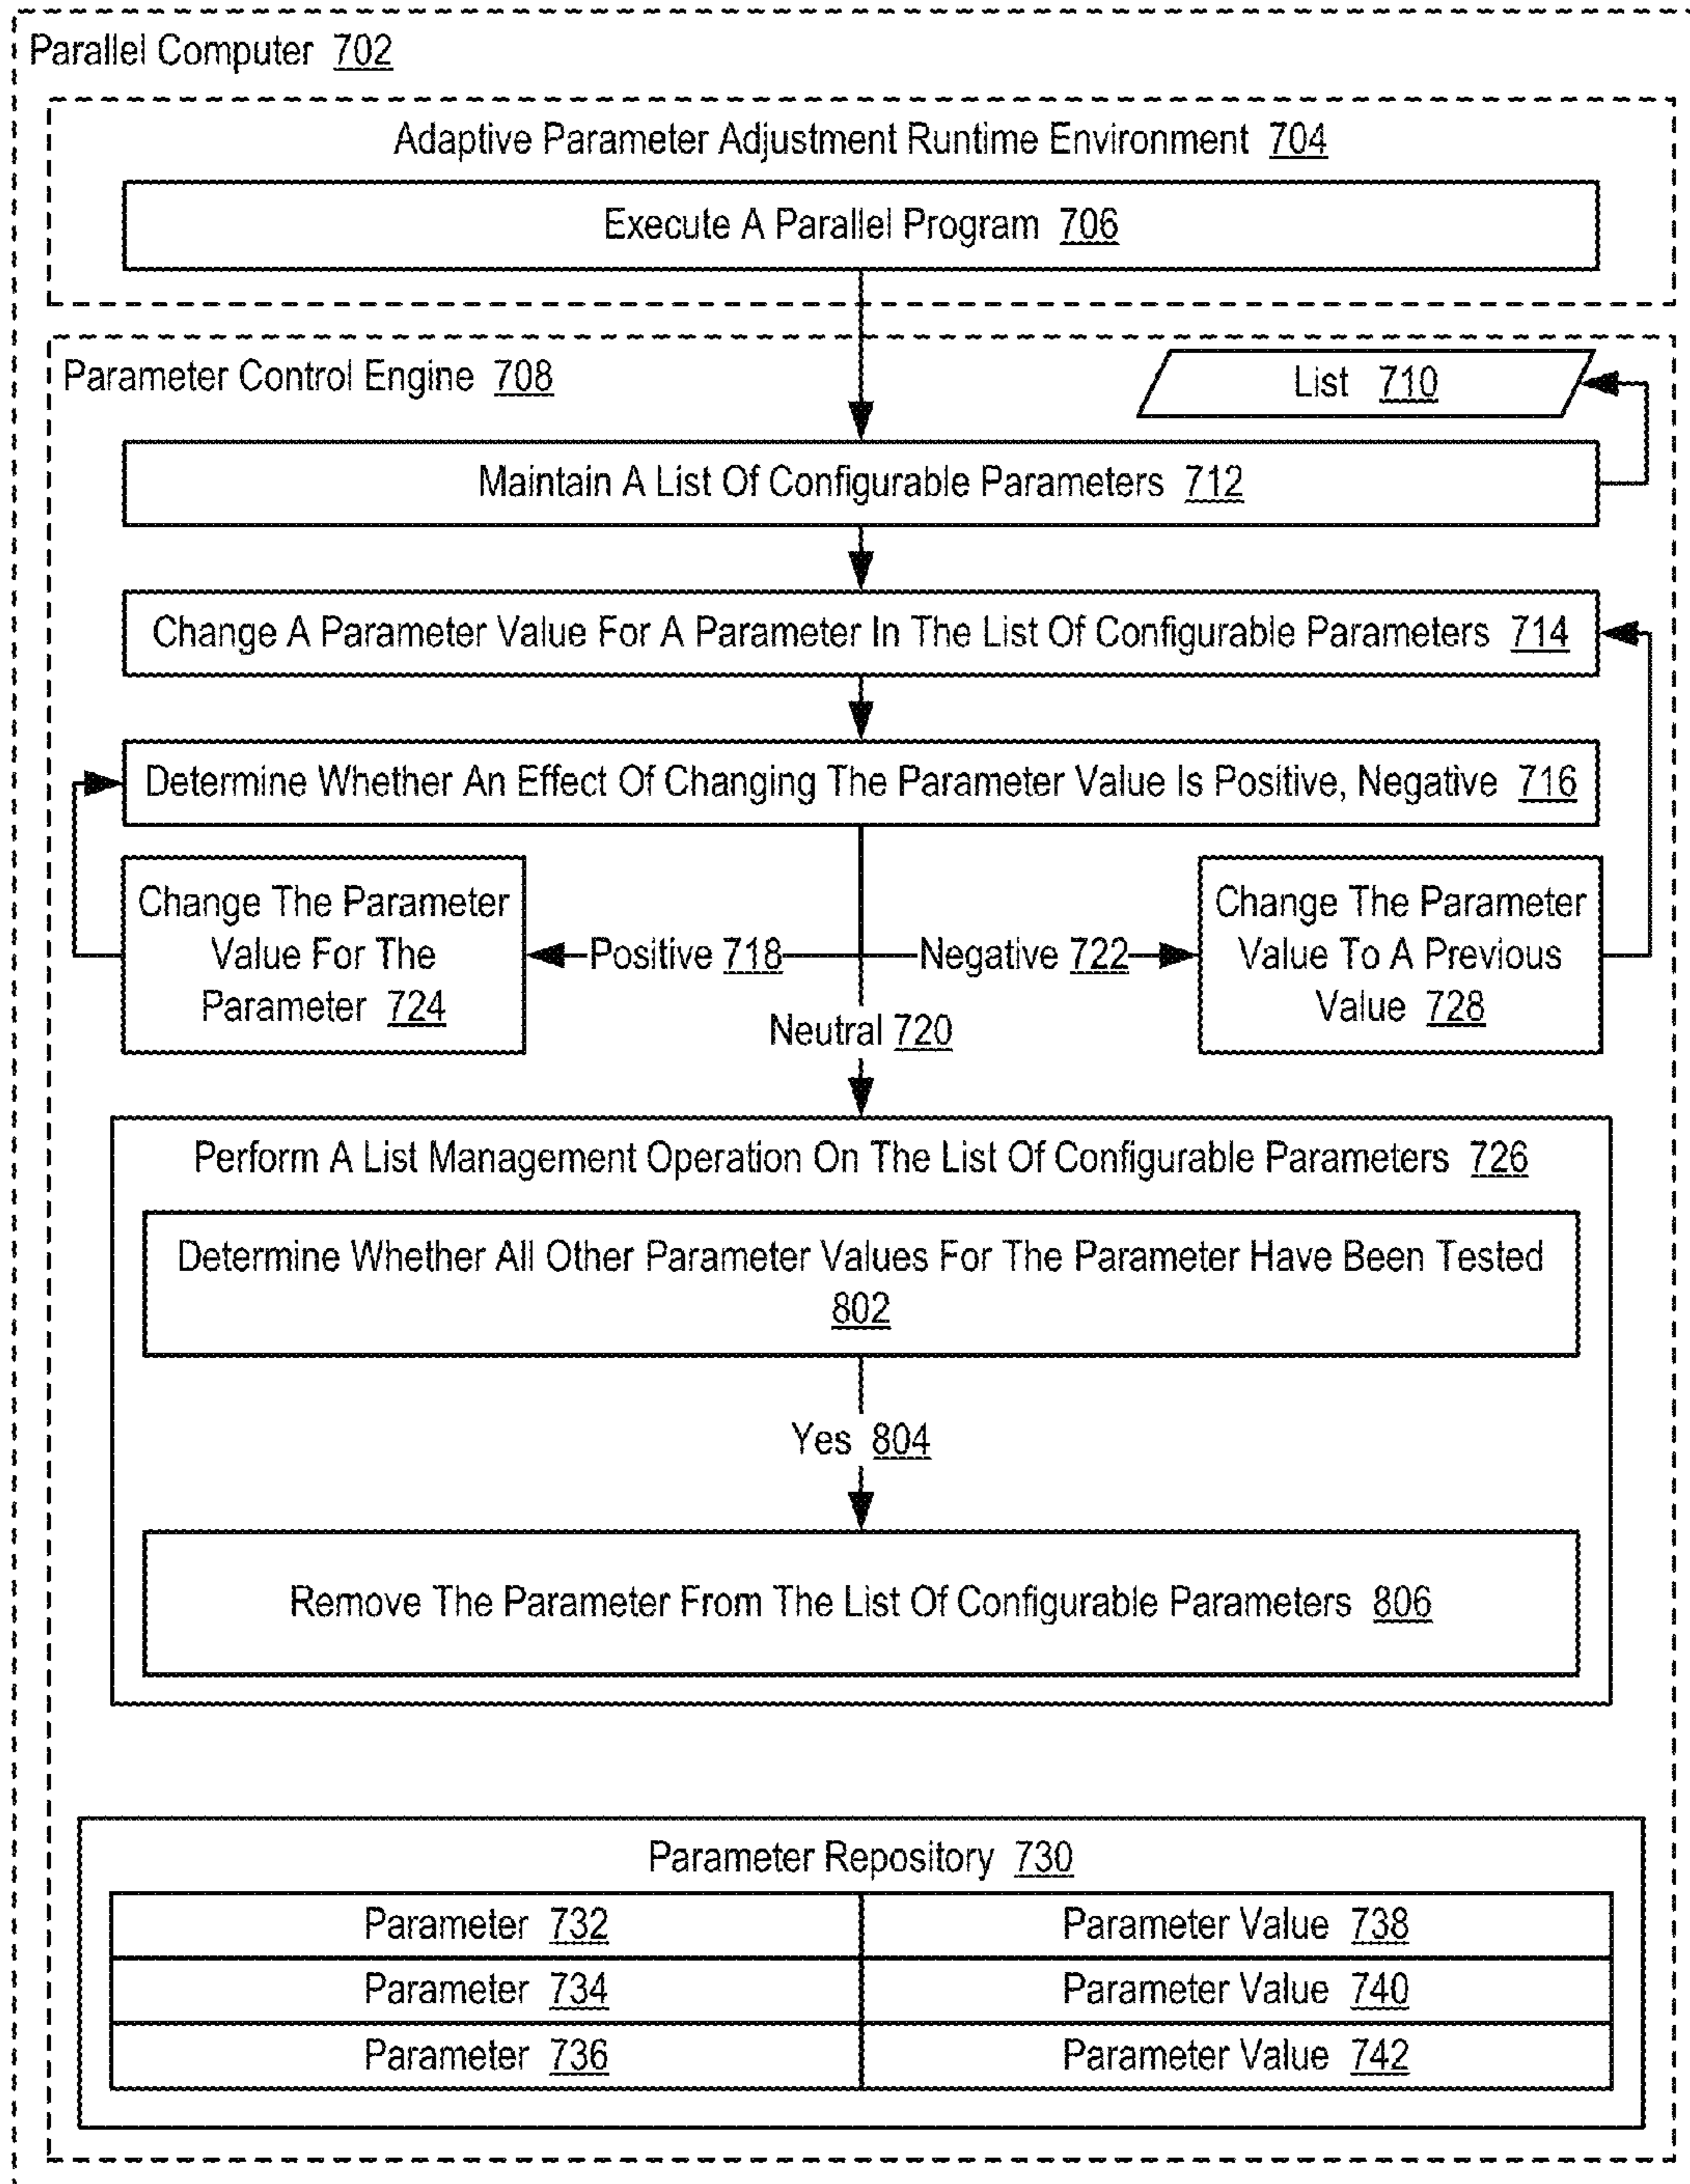 Parallel Computer 702
Adaptive Parameter Adjustment Runtime Environment 704
Execute A Parallel Program 706
Parameter Control Engine 708
List 710
Maintain A List Of Configurable Parameters 712
Change A Parameter Value For A Parameter In The List Of Configurable Parameters 714
Determine Whether An Effect Of Changing The Parameter Value Is Positive, Negative 716
Change The Parameter
Value For The
Parameter 724
Positive 718
Negative 722
Change The Parameter
Value To A Previous
Value 728
Neutral 720
Perform A List Management Operation On The List Of Configurable Parameters 726
Determine Whether All Other Parameter Values For The Parameter Have Been Tested
802
Yes 804
Remove The Parameter From The List Of Configurable Parameters 806
Parameter Repository 730
Parameter 732
Parameter Value 738
Parameter 734
Parameter Value 740
Parameter 736
Parameter Value 742